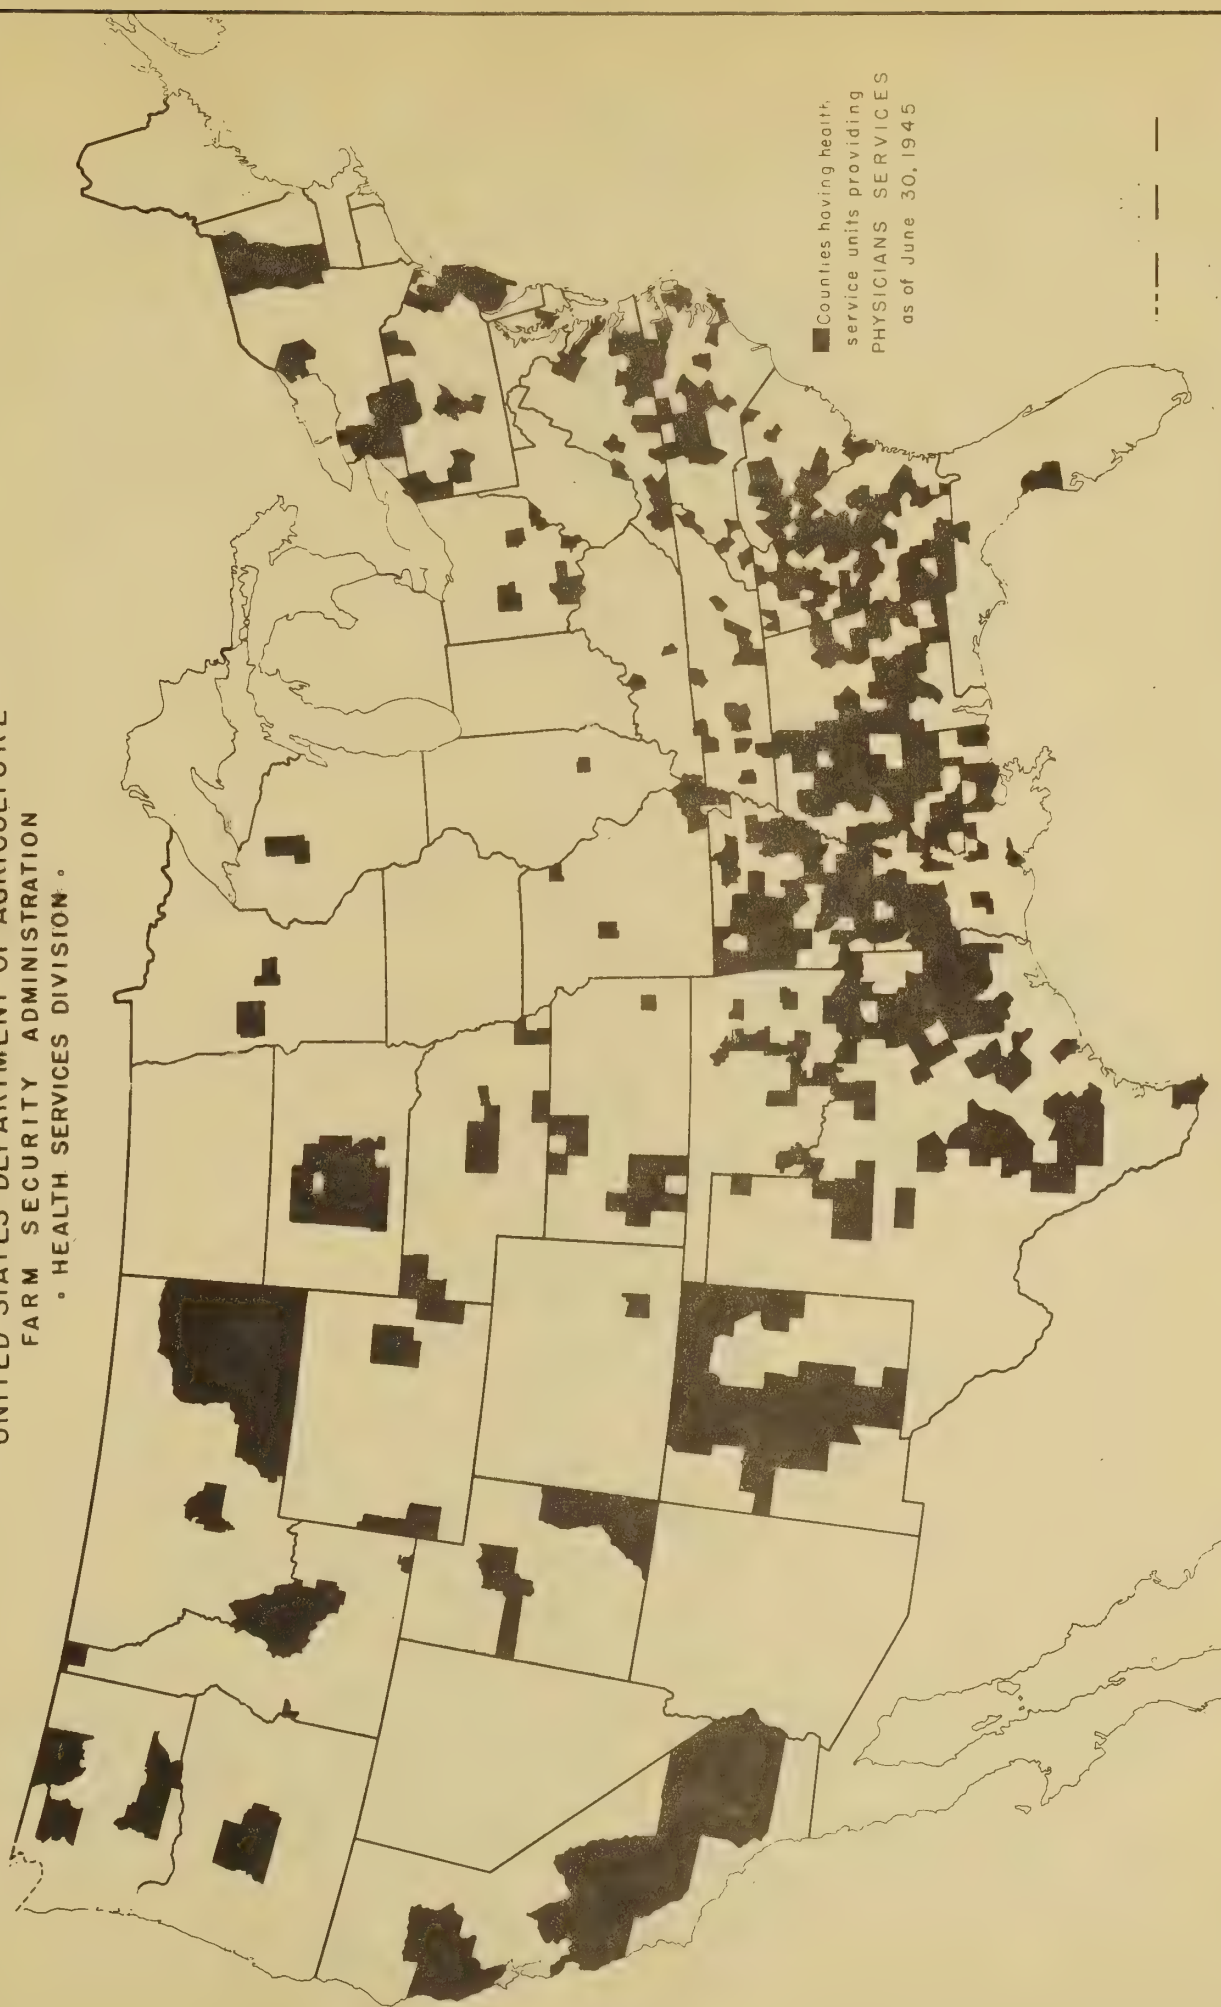 UNITED STATES DEPARTMENT OF AGRICULTURE
FARM SECURITY ADMINISTRATION
HEALTH SERVICES DIVISION
Counties having health
service units providing
PHYSICIANS SERVICES
as of June 30, 1945